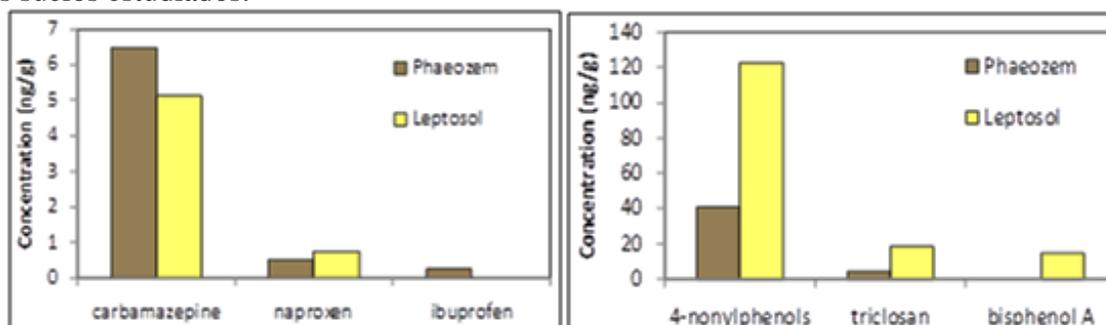 suelos estudiados.
7
6
5
4
3
2
1
0
Concentration (ng/g)
Phaeozem
Leptosol
carbamazepine naproxen ibuprofen
140
120
100
80
60
40
20
0
Concentration (ng/g)
Phaeozem
Leptosol
4-nonylphenols triclosan bisphenol A